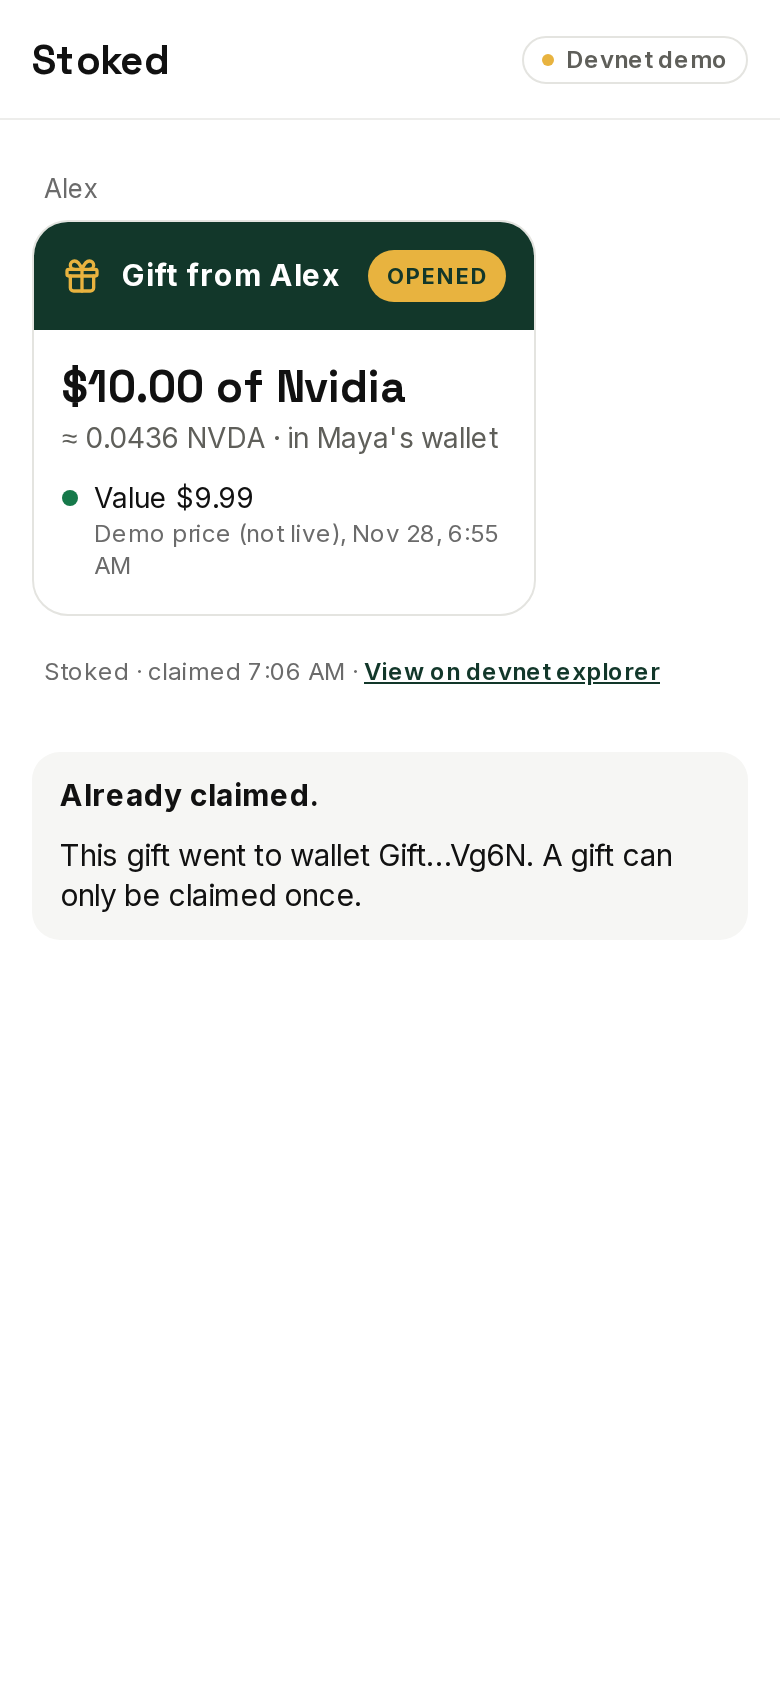 Stoked
Devnet demo
Alex
Gift from Alex
OPENED
$10.00 of Nvidia
≈ 0.0436 NVDA · in Maya's wallet
Value $9.99
Demo price (not live), Nov 28, 6:55
AM
Stoked · claimed 7:06 AM · View on devnet explorer
Already claimed.
This gift went to wallet Gift…Vg6N. A gift can
only be claimed once.